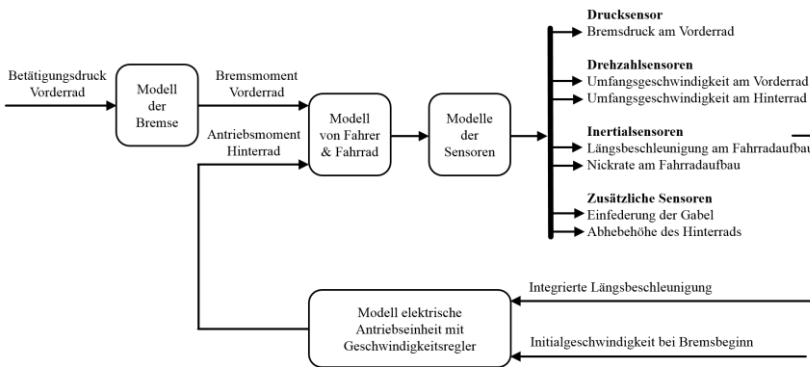 Betätigungsdruck
Vorderrad
Modell
der
Bremse
Bremsmoment
Vorderrad
Antriebsmoment
Hinterrad
Modell
von Fahrer
& Fahrrad
Modelle
der
Sensoren
Drucksensor
Bremsdruck am Vorderrad
Drehzahlsensoren
Umfangsgeschwindigkeit am Vorderrad
Umfangsgeschwindigkeit am Hinterrad
Inertialsensoren
Längsbeschleunigung am Fahrradaufbau
Nickrate am Fahrradaufbau
Zusätzliche Sensoren
Einfederung der Gabel
Abhebehöhe des Hinterrads
Modell elektrische
Antriebseinheit mit
Geschwindigkeitsregler
Integrierte Längsbeschleunigung
Initialgeschwindigkeit bei Bremsbeginn